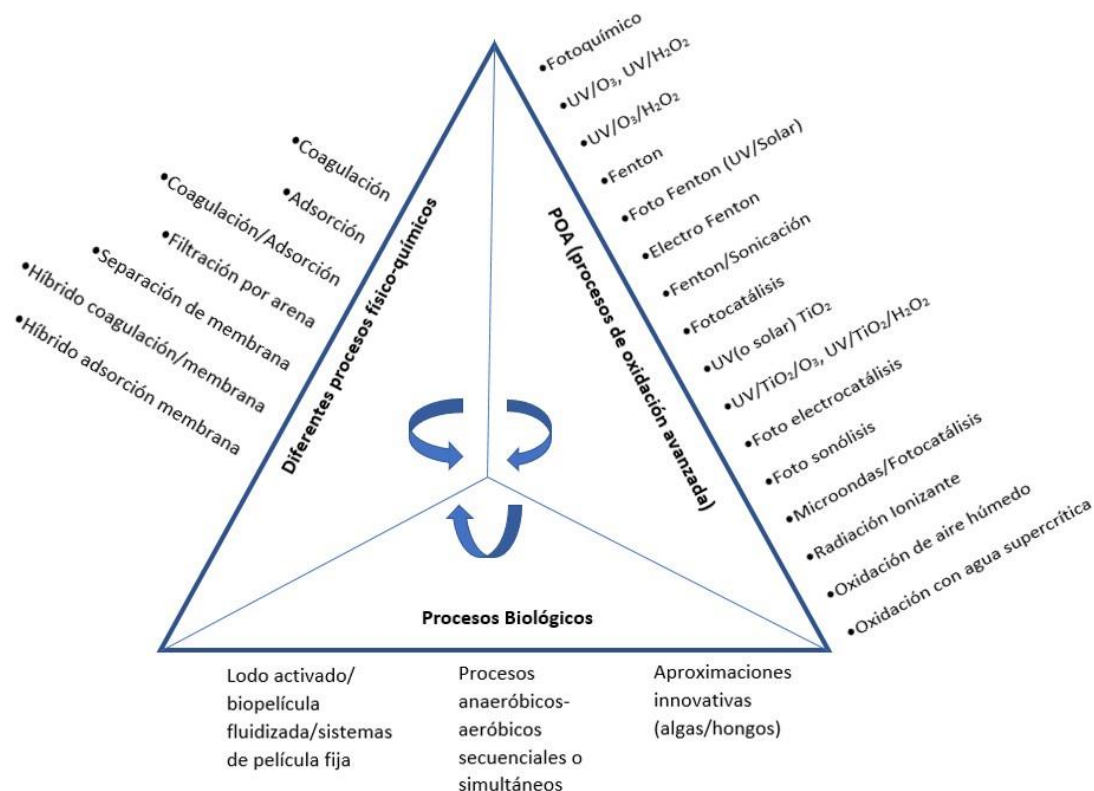 •Coagulación
•Adsorción
•Coagulación/Adsorción
•Filtración por arena
•Separación de membrana
•Híbrido coagulación/membrana
•Híbrido adsorción membrana
Diferentes procesos físico-químicos
•Fotoquímico
•UV/O₃, UV/H₂O₂
•UV/O₃/H₂O₂
•Fenton
•Foto Fenton (UV/Solar)
•Electro Fenton
•Fenton/Sonicación
•Fotocatálisis
•UV(o solar) TiO₂
•UV/TiO₂/O₃, UV/TiO₂/H₂O₂
•Foto electrocatálisis
•Foto sonólisis
•Microondas/Fotocatálisis
•Radiación Ionizante
•Oxidación de aire húmedo
•Oxidación con agua supercrítica
POA (procesos de oxidación avanzada)
Procesos Biológicos
Lodo activado/
biopelícula
fluidizada/sistemas
de película fija
Procesos
anaeróbicos-
aeróbicos
secuenciales o
simultáneos
Aproximaciones
innovativas
(algas/hongos)